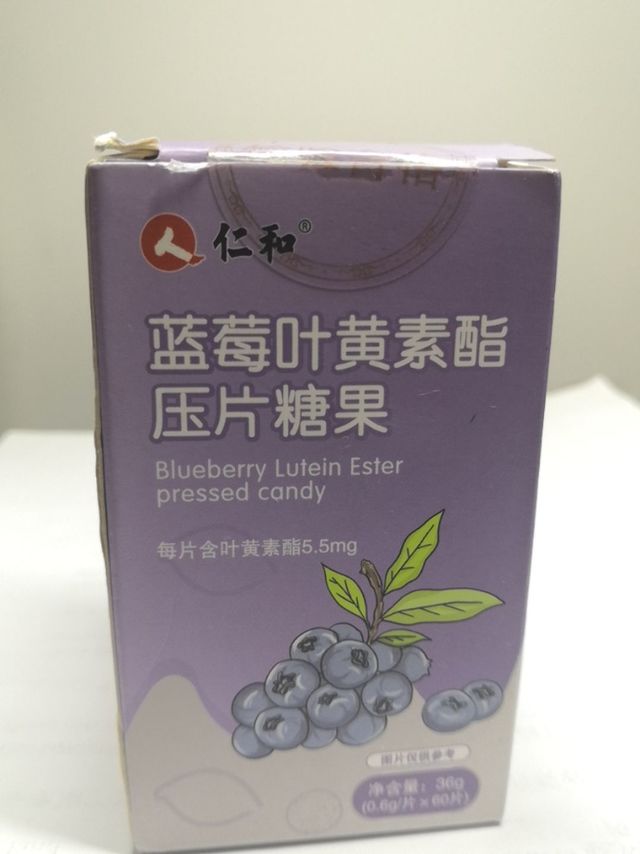 仁和®
蓝莓叶黄素酯
压片糖果
Blueberry Lutein Ester
pressed candy
每片含叶黄素酯5.5mg
图片仅供参考
净含量：36g
(0.6g/片×60片)